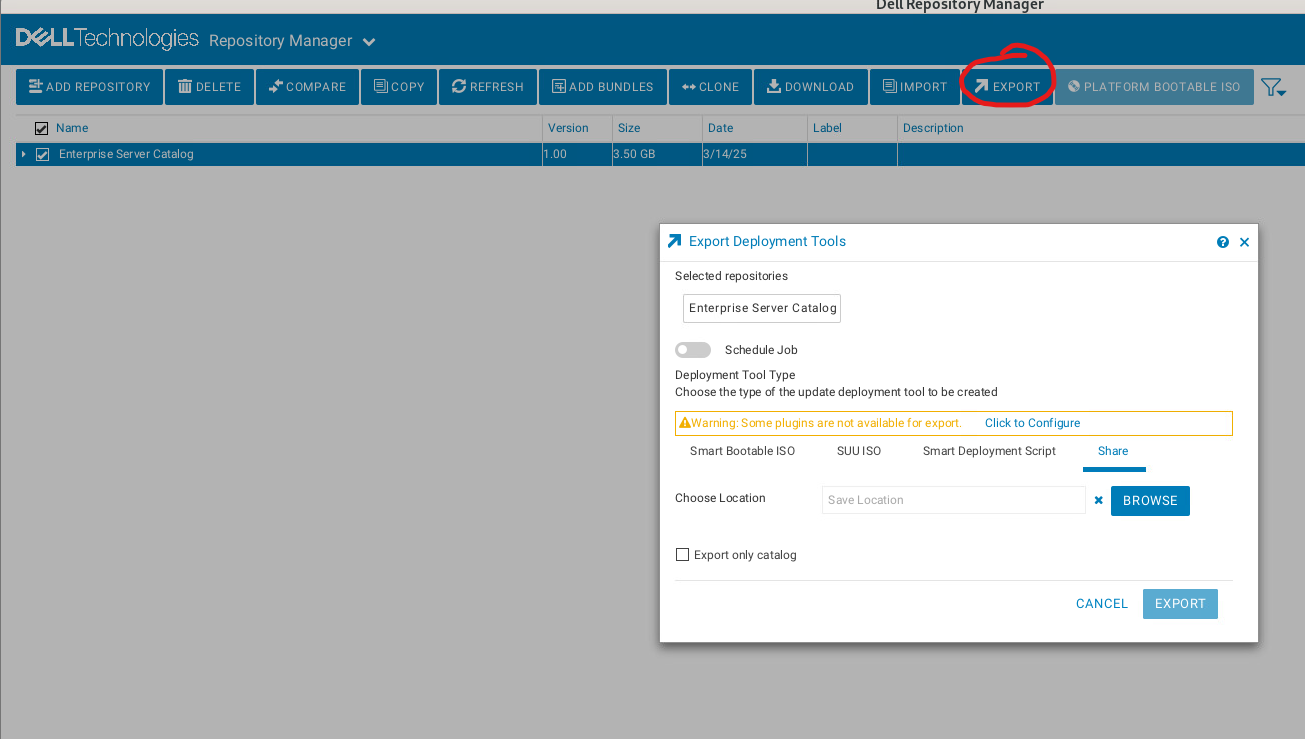 Dell Repository Manager
DELLTechnologies Repository Manager
ADD REPOSITORY DELETE COMPARE COPY REFRESH ADD BUNDLES CLONE DOWNLOAD IMPORT EXPORT PLATFORM BOOTABLE ISO
Name Version Size Date Label Description
Enterprise Server Catalog 1.00 3.50 GB 3/14/25
Export Deployment Tools
Selected repositories
Enterprise Server Catalog
Schedule Job
Deployment Tool Type
Choose the type of the update deployment tool to be created
Warning: Some plugins are not available for export. Click to Configure
Smart Bootable ISO SUU ISO Smart Deployment Script Share
Choose Location Save Location BROWSE
Export only catalog
CANCEL EXPORT